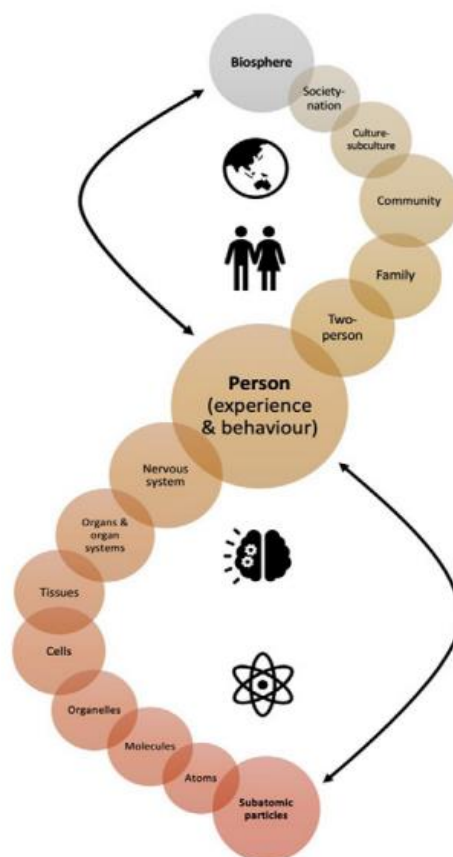 Biosphere
Society-
nation
Culture-
subculture
Community
Family
Two-
person
Person
(experience
& behaviour)
Nervous
system
Organs &
organ
systems
Tissues
Cells
Organelles
Molecules
Atoms
Subatomic
particles